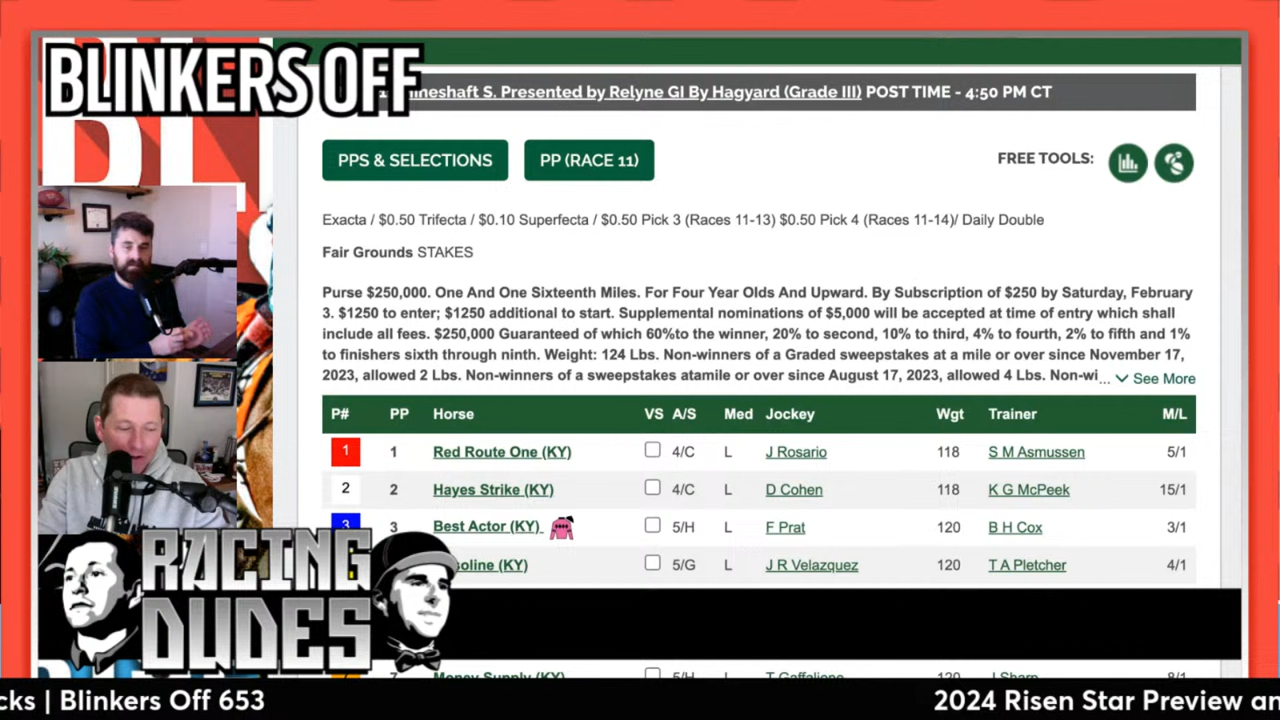 BLINKERS OFF
meshaft S. Presented by Relyne GI By Hagyard (Grade III) POST TIME - 4:50 PM CT
PPS & SELECTIONS
PP (RACE 11)
FREE TOOLS:
Exacta / $0.50 Trifecta / $0.10 Superfecta / $0.50 Pick 3 (Races 11-13) $0.50 Pick 4 (Races 11-14)/ Daily Double
Fair Grounds STAKES
Purse $250,000. One And One Sixteenth Miles. For Four Year Olds And Upward. By Subscription of $250 by Saturday, February
3. $1250 to enter; $1250 additional to start. Supplemental nominations of $5,000 will be accepted at time of entry which shall
include all fees. $250,000 Guaranteed of which 60%to the winner, 20% to second, 10% to third, 4% to fourth, 2% to fifth and 1%
to finishers sixth through ninth. Weight: 124 Lbs. Non-winners of a Graded sweepstakes at a mile or over since November 17,
2023, allowed 2 Lbs. Non-winners of a sweepstakes atamile or over since August 17, 2023, allowed 4 Lbs. Non-wi... See More
P# PP Horse VS A/S Med Jockey Wgt Trainer M/L
1 1 Red Route One (KY) 4/C L J Rosario 118 S M Asmussen 5/1
2 2 Hayes Strike (KY) 4/C L D Cohen 118 K G McPeek 15/1
3 3 Best Actor (KY) 5/H L F Prat 120 B H Cox 3/1
oline (KY) 5/G L J R Velazquez 120 T A Pletcher 4/1
RACING
DUDES
Money Supply (KY) 5/H L T Gaffalione 120 J Sharp 8/1
cks | Blinkers Off 653
2024 Risen Star Preview an